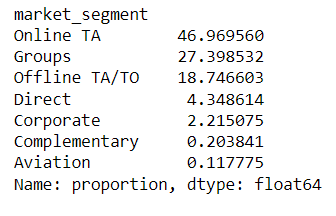 market_segment
Online TA 46.969560
Groups 27.398532
Offline TA/TO 18.746603
Direct 4.348614
Corporate 2.215075
Complementary 0.203841
Aviation 0.117775
Name: proportion, dtype: float64